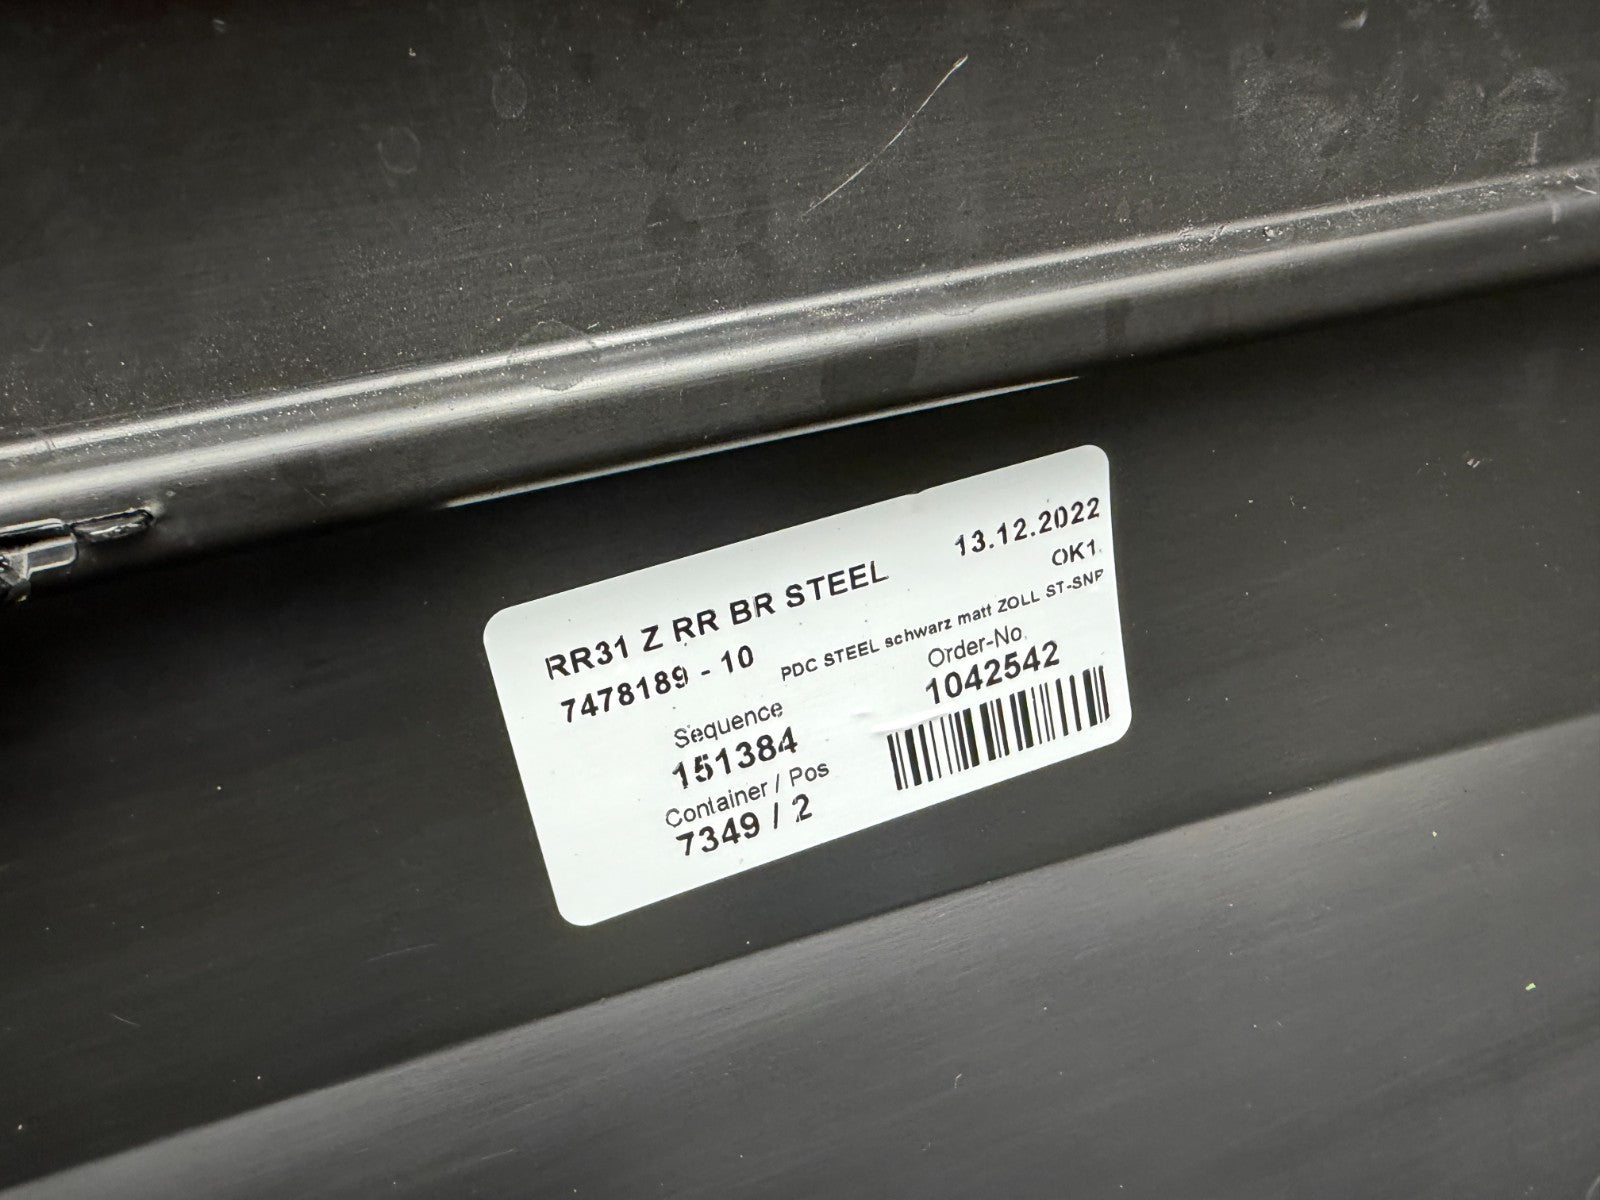 RR31 Z RR BR STEEL 13.12.2022
7478189 - 10 OK1
PDC STEEL schwarz matt ZOLL ST-SNR
Sequence Order-No.
151384 1042542
Container / Pos
7349 / 2